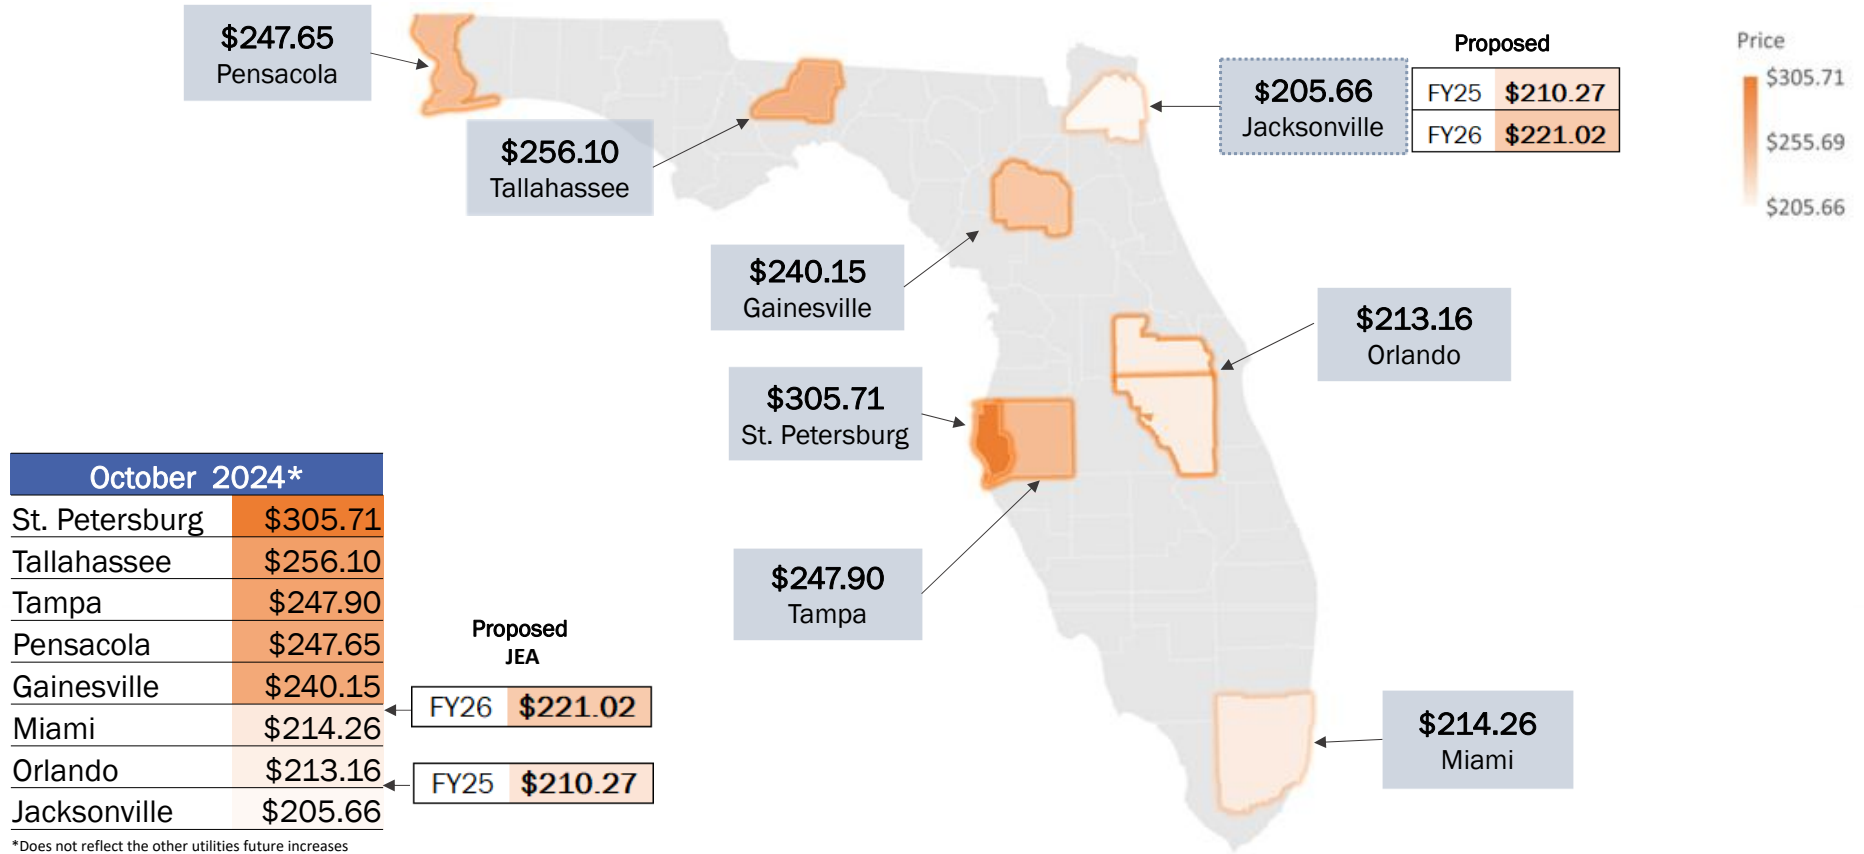 $247.65
Pensacola
$256.10
Tallahassee
Proposed
$205.66
Jacksonville
FY25 $210.27
FY26 $221.02
Price
$305.71
$255.69
$205.66
$240.15
Gainesville
$213.16
Orlando
$305.71
St. Petersburg
$247.90
Tampa
$214.26
Miami
October 2024*
St. Petersburg $305.71
Tallahassee $256.10
Tampa $247.90
Pensacola $247.65
Gainesville $240.15
Miami $214.26
Orlando $213.16
Jacksonville $205.66
*Does not reflect the other utilities future increases
Proposed
JEA
FY26 $221.02
FY25 $210.27